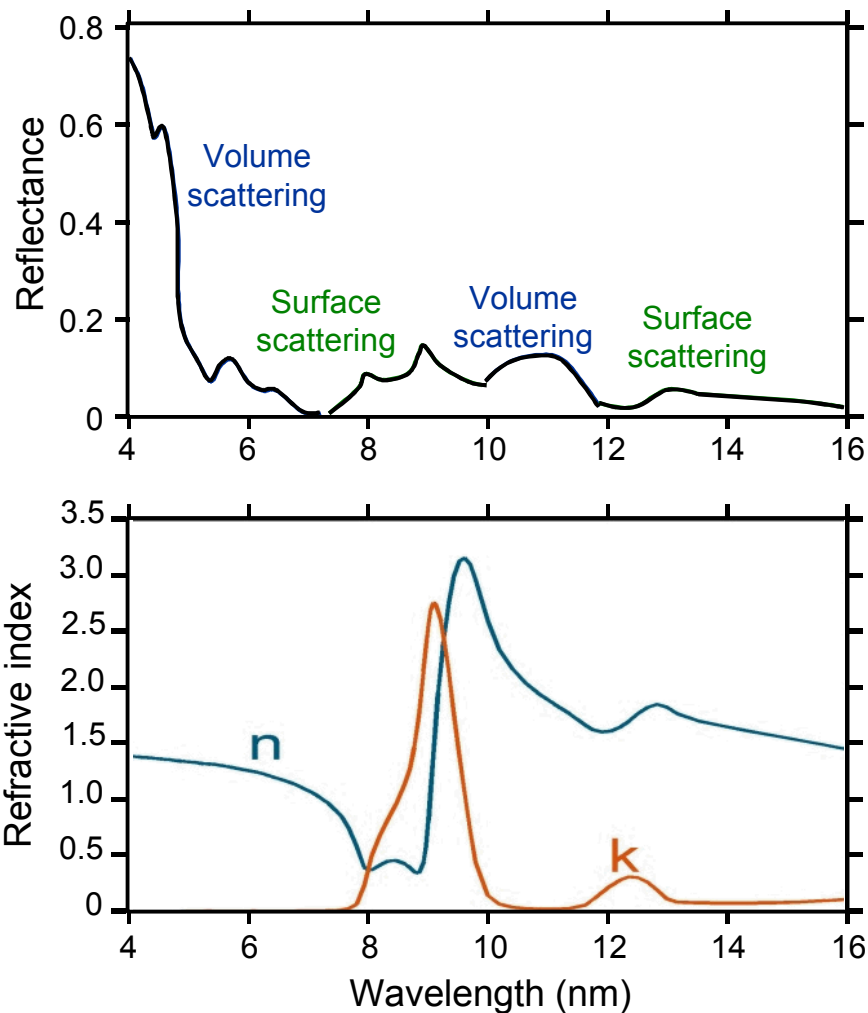 0.8
0.6
0.4
0.2
0
Reflectance
Volume
scattering
Surface
scattering
Volume
scattering
Surface
scattering
4 6 8 10 12 14 16
3.5
3.0
2.5
2.0
1.5
1.0
0.5
0
Refractive index
n
k
4 6 8 10 12 14 16
Wavelength (nm)